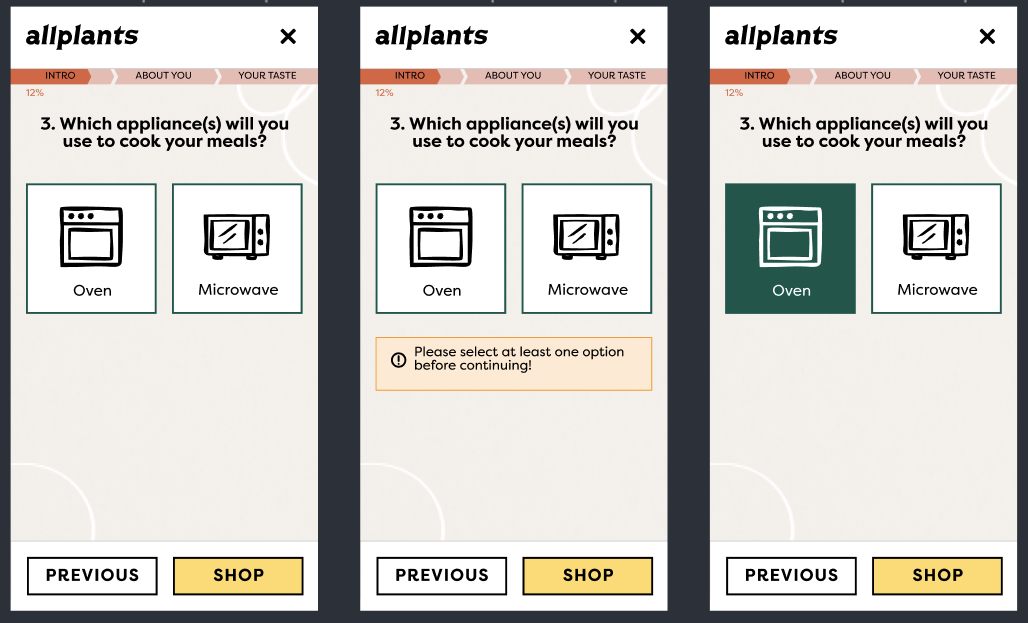 allplants
INTRO ABOUT YOU YOUR TASTE
12%
3. Which appliance(s) will you
use to cook your meals?
Oven Microwave
PREVIOUS SHOP
allplants
INTRO ABOUT YOU YOUR TASTE
12%
3. Which appliance(s) will you
use to cook your meals?
Oven Microwave
Please select at least one option
before continuing!
PREVIOUS SHOP
allplants
INTRO ABOUT YOU YOUR TASTE
12%
3. Which appliance(s) will you
use to cook your meals?
Oven Microwave
PREVIOUS SHOP